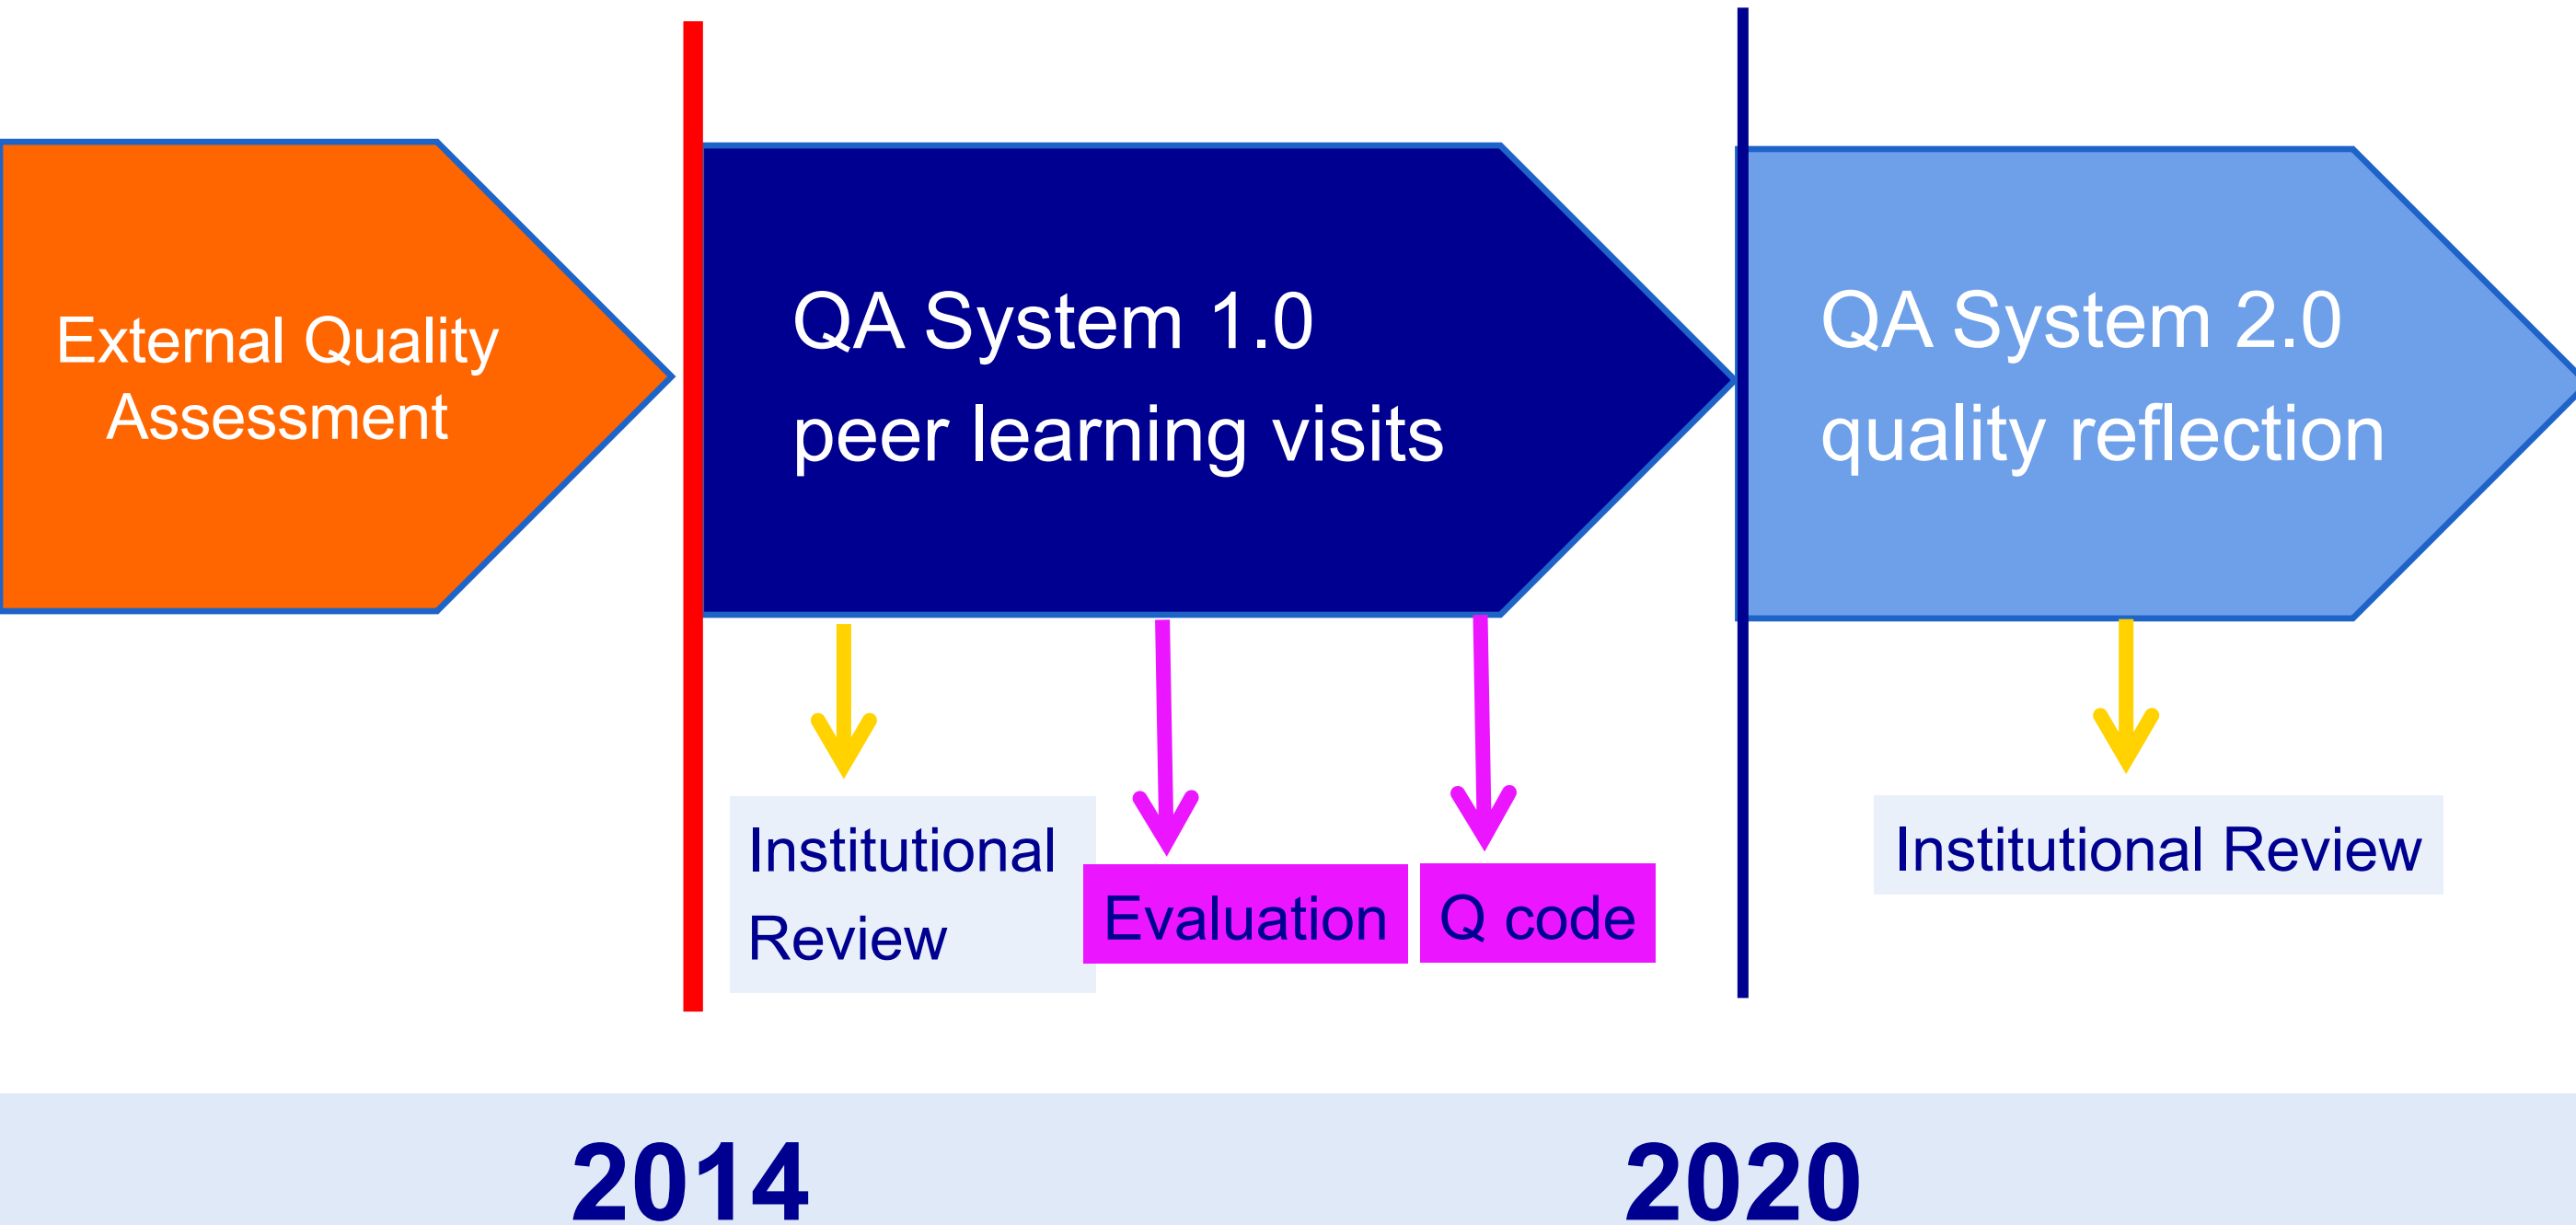 External Quality
Assessment
QA System 1.0
peer learning visits
QA System 2.0
quality reflection
Institutional
Review
Evaluation
Q code
Institutional Review
2014
2020